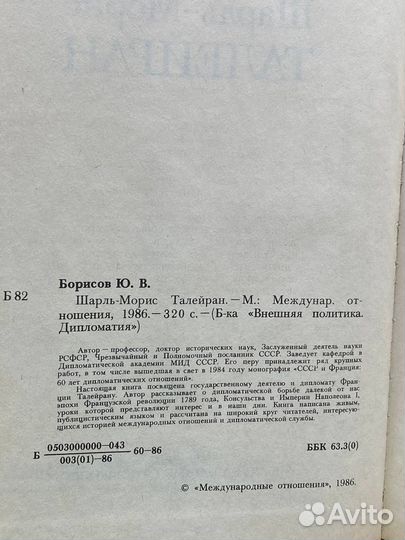 Шарль-Морис
ТАЛЕЙРАН
Борисов Ю. В.
Б 82
Шарль-Морис Талейран. — М.: Междунар. от-
ношения, 1986. — 320 с. — (Б-ка «Внешняя политика.
Дипломатия»)
Автор — профессор, доктор исторических наук, Заслуженный деятель науки
РСФСР, Чрезвычайный и Полномочный посланник СССР. Заведует кафедрой в
Дипломатической академии МИД СССР. Его перу принадлежит ряд крупных
работ, в том числе вышедшая в свет в 1984 году монография «СССР и Франция:
60 лет дипломатических отношений».
Настоящая книга посвящена государственному деятелю и дипломату Фран-
ции Талейрану. Автор рассказывает о дипломатической борьбе далекой от нас
эпохи Французской революции 1789 года, Консульства и Империи Наполеона I,
уроки которой представляют интерес и в наши дни. Книга написана живым,
публицистическим языком и рассчитана на широкий круг читателей, интересую-
щихся историей международных отношений и дипломатической службы.
Б 0503000000—043
003(01)—86 60—86
ББК 63.3(0)
© «Международные отношения», 1986.
Avito